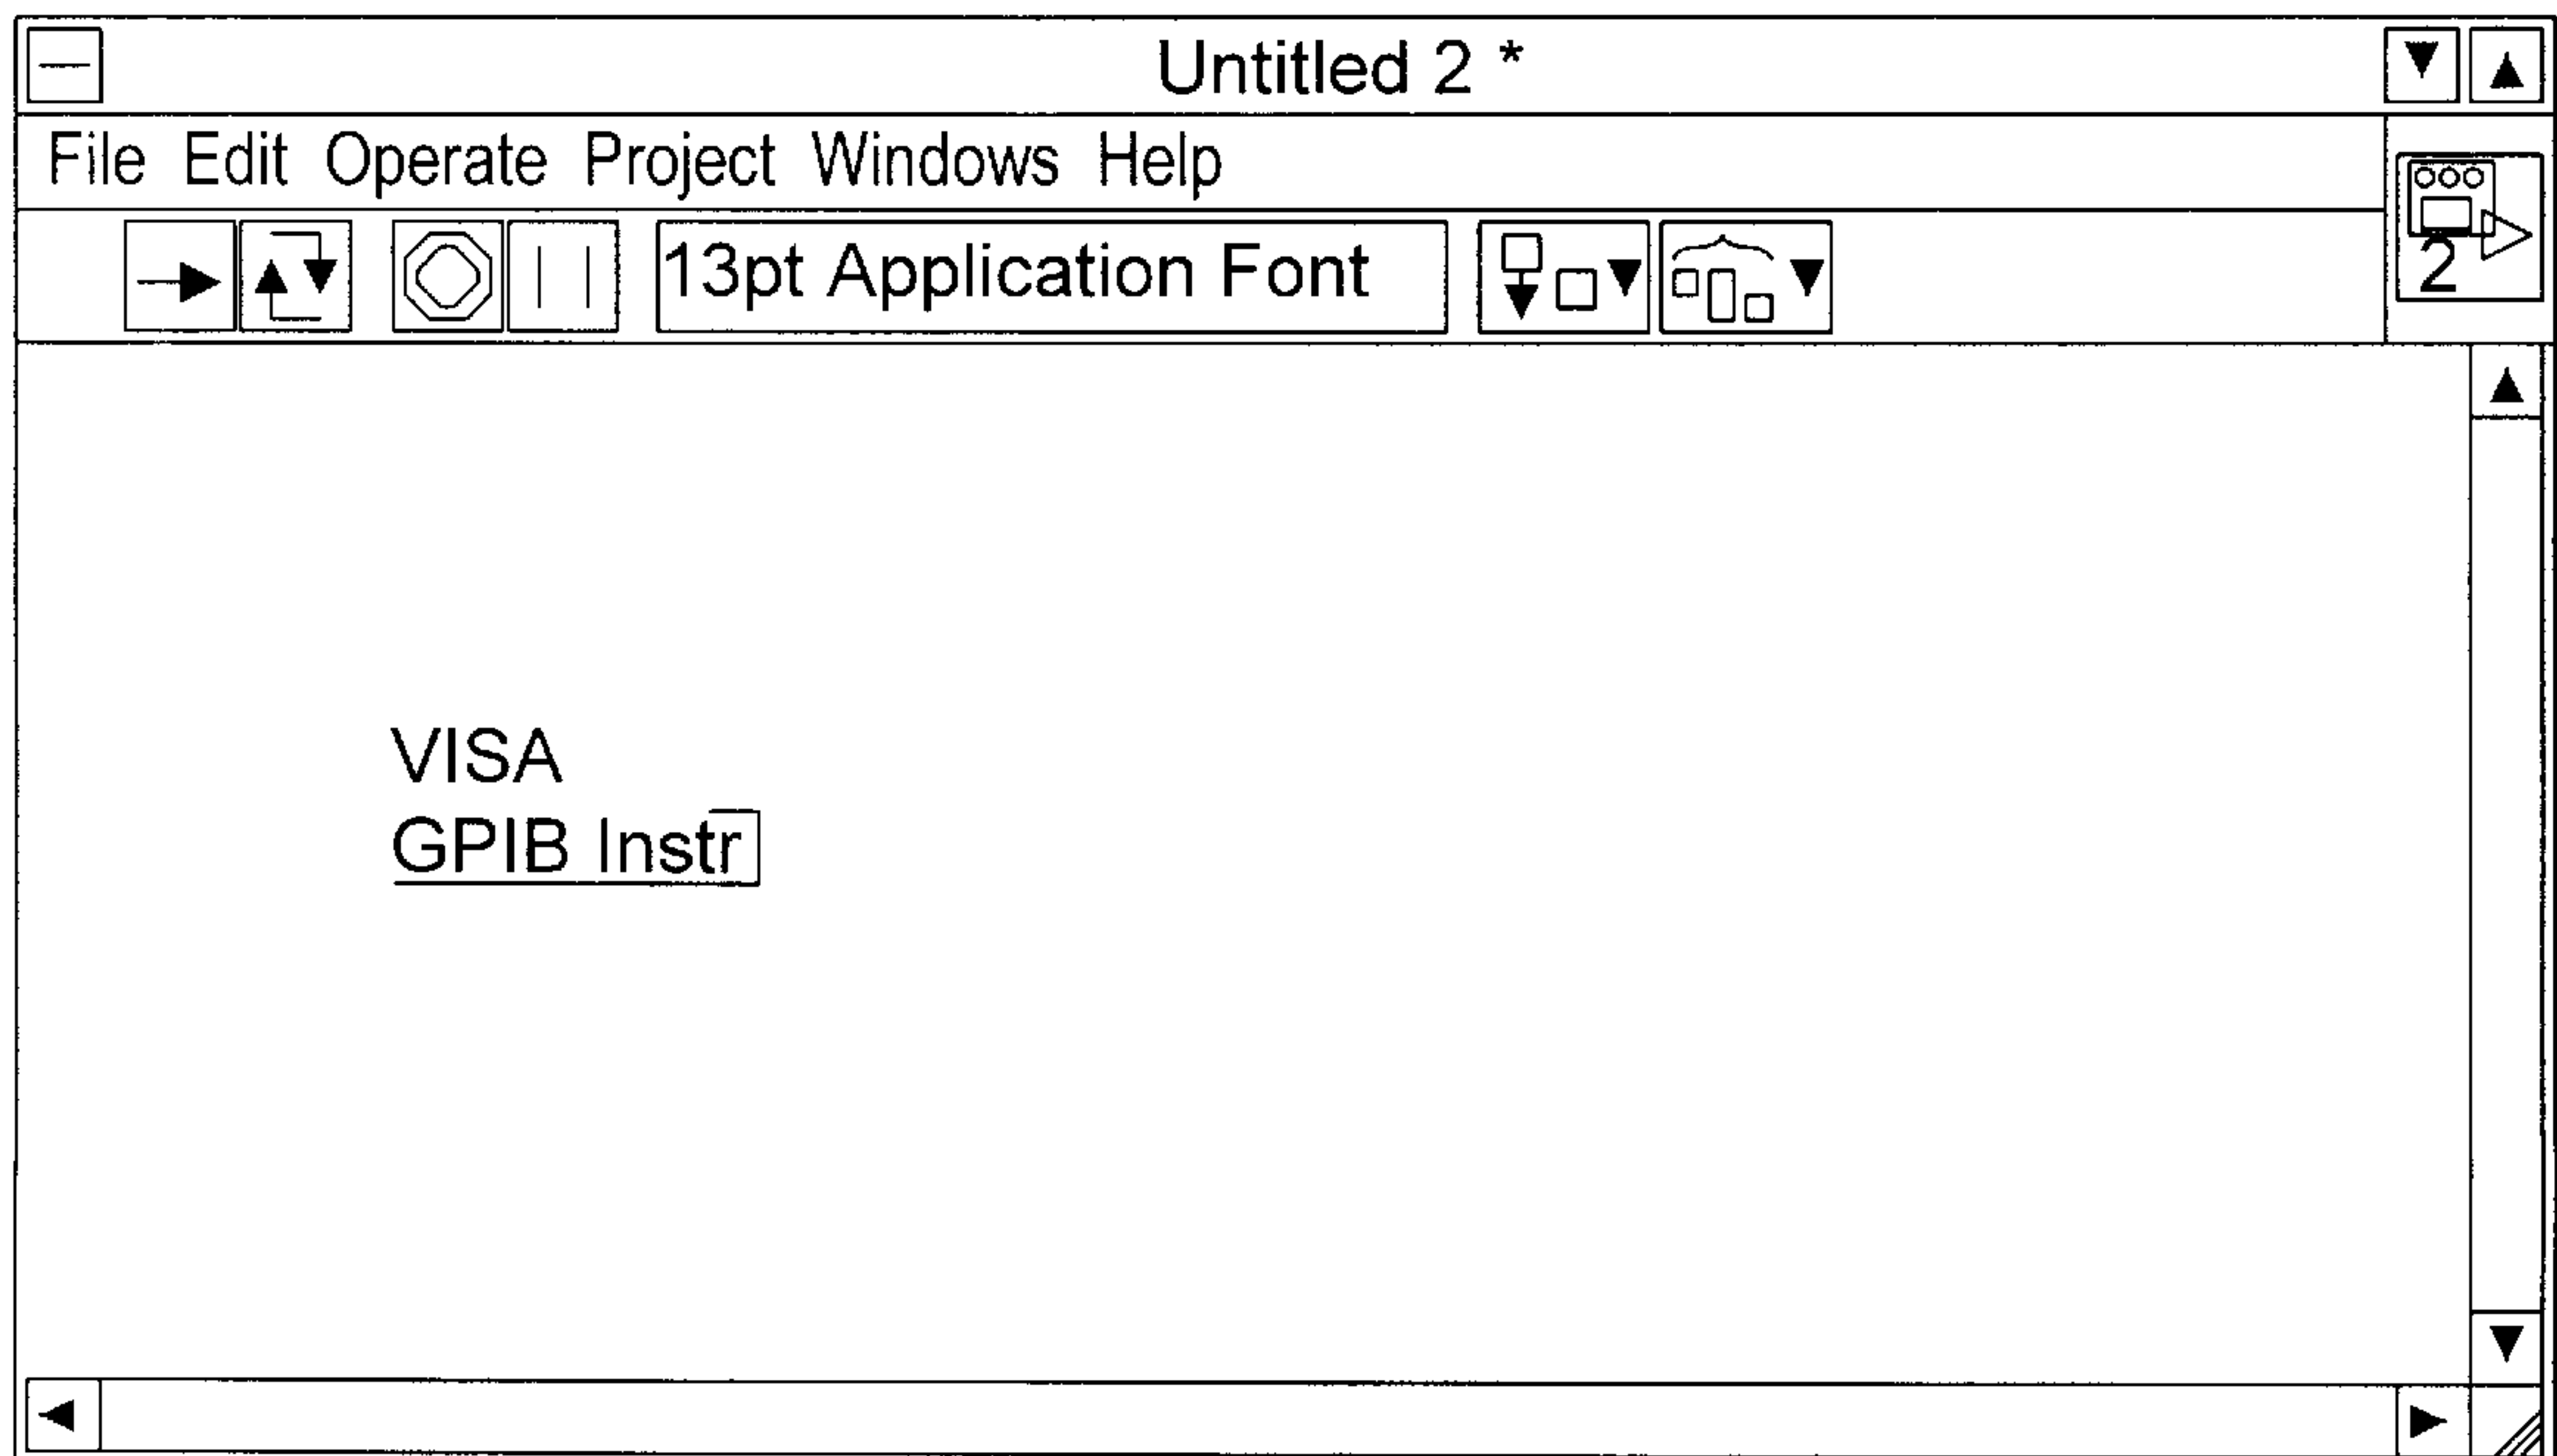 Untitled 2 *
File Edit Operate Project Windows Help
13pt Application Font
2
VISA
GPIB Instr